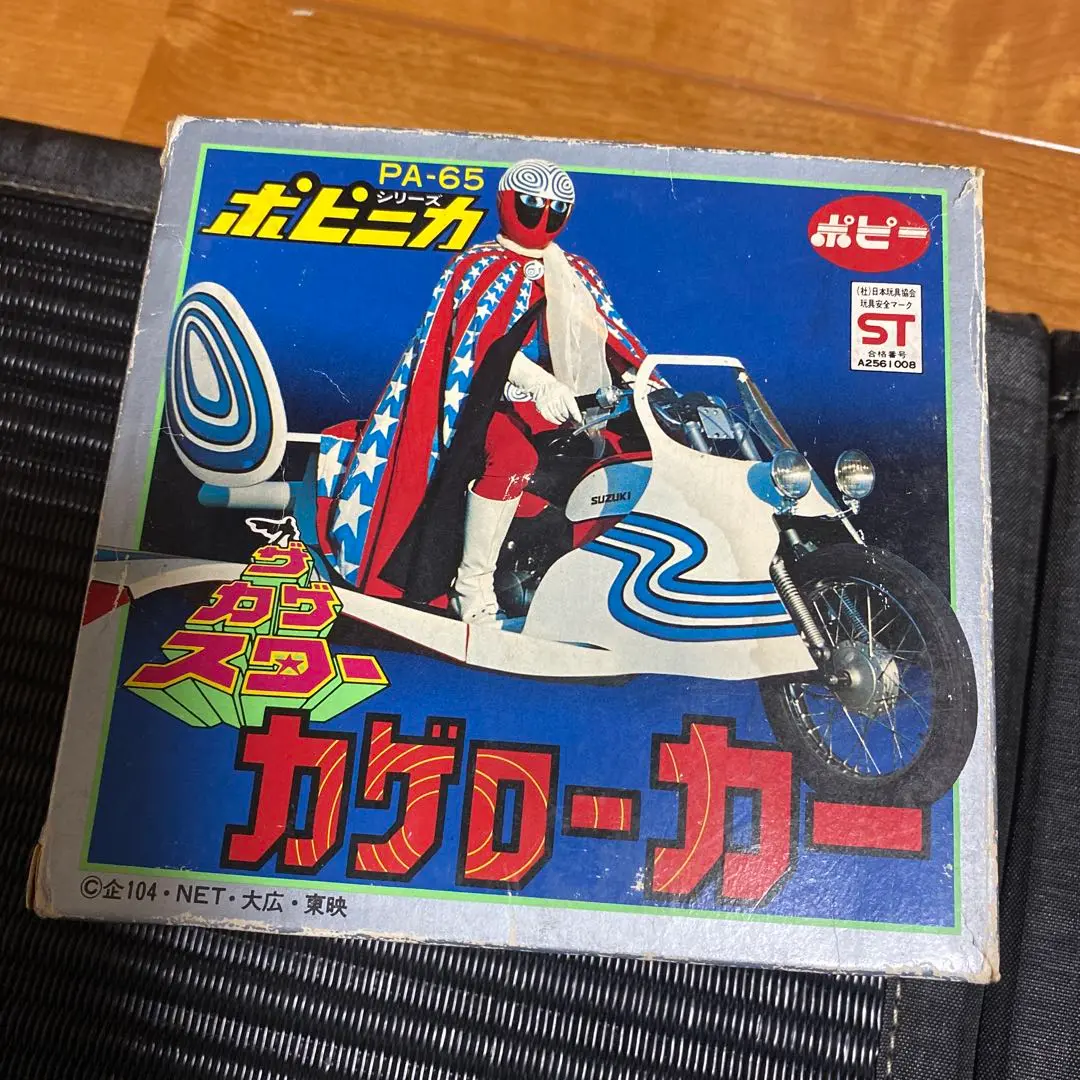 PA-65
ポピニカ
シリーズ
ポピー
(社)日本玩具協会
玩具安全マーク
ST
合格番号
A2561008
SUZUKI
ザ
カゲ
スター
カゲローカー
©企104・NET・大広・東映